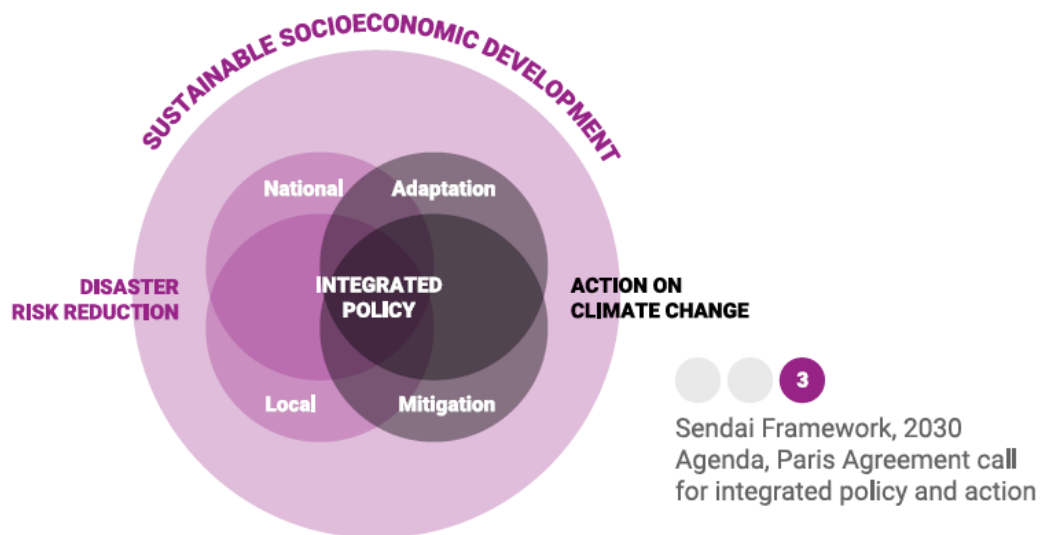 SUSTAINABLE SOCIOECONOMIC DEVELOPMENT
National
Adaptation
DISASTER
RISK REDUCTION
INTEGRATED
POLICY
ACTION ON
CLIMATE CHANGE
Local
Mitigation
3
Sendai Framework, 2030
Agenda, Paris Agreement call
for integrated policy and action